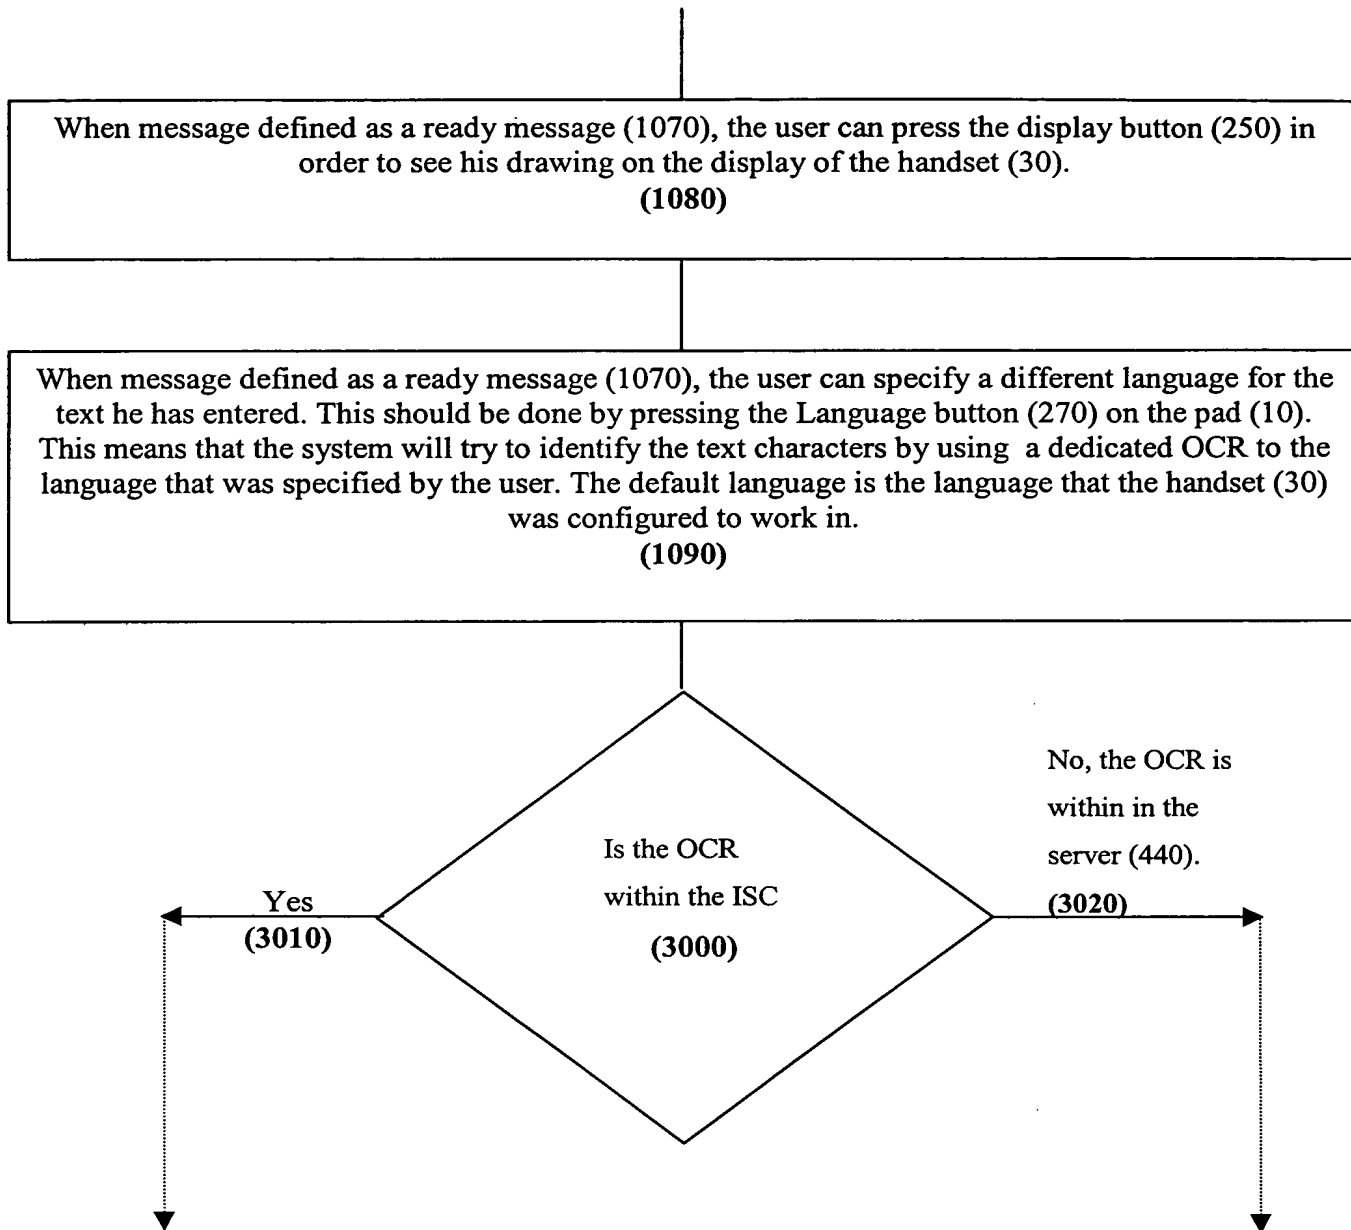 When message defined as a ready message (1070), the user can press the display button (250) in
order to see his drawing on the display of the handset (30).
(1080)
When message defined as a ready message (1070), the user can specify a different language for the
text he has entered. This should be done by pressing the Language button (270) on the pad (10).
This means that the system will try to identify the text characters by using a dedicated OCR to the
language that was specified by the user. The default language is the language that the handset (30)
was configured to work in.
(1090)
No, the OCR is
within in the
server (440).
(3020)
Is the OCR
within the ISC
(3000)
Yes
(3010)